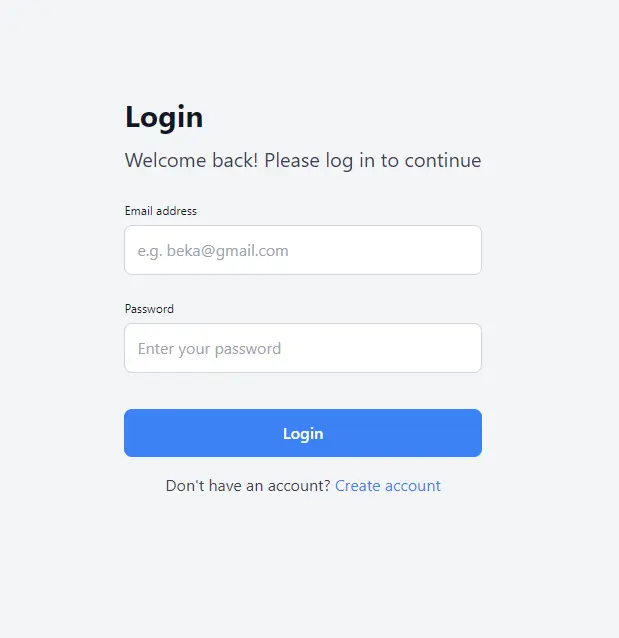 Login
Welcome back! Please log in to continue
Email address
e.g. beka@gmail.com
Password
Enter your password
Login
Don't have an account? Create account